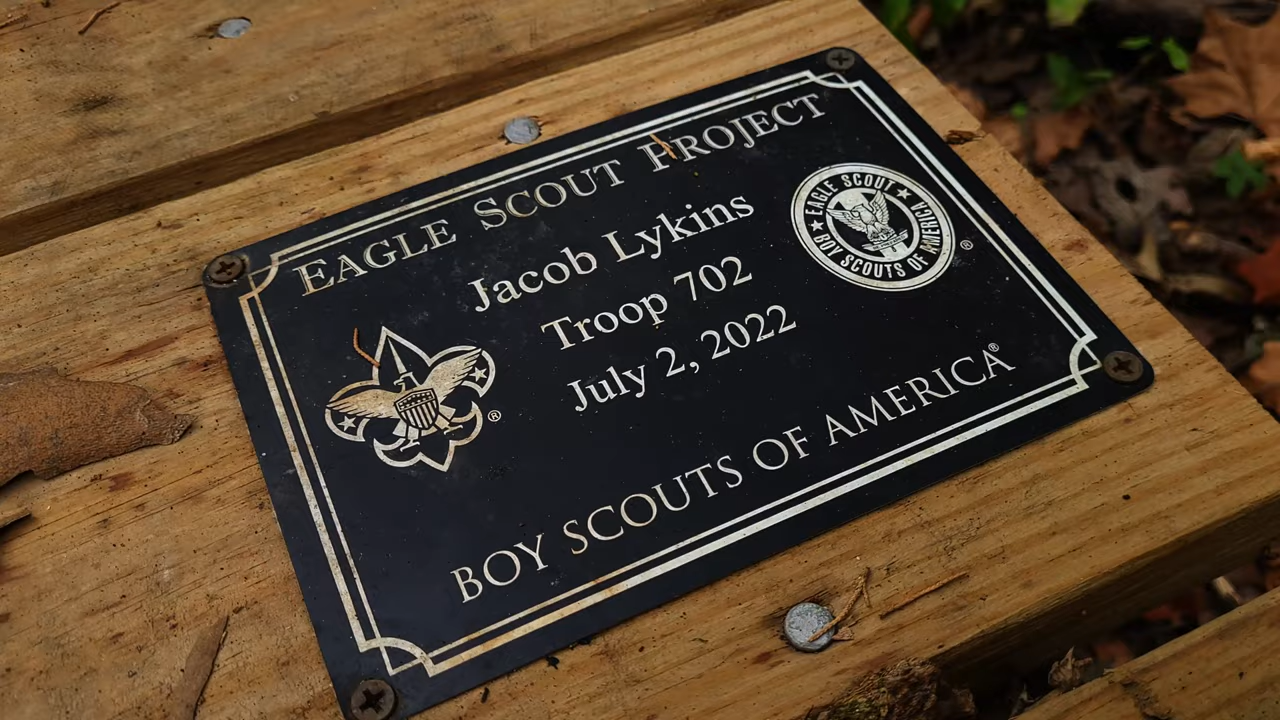 EAGLE SCOUT PROJECT
Jacob Lykins
Troop 702
July 2, 2022
EAGLE SCOUT
BOY SCOUTS OF AMERICA
®
®
BOY SCOUTS OF AMERICA®